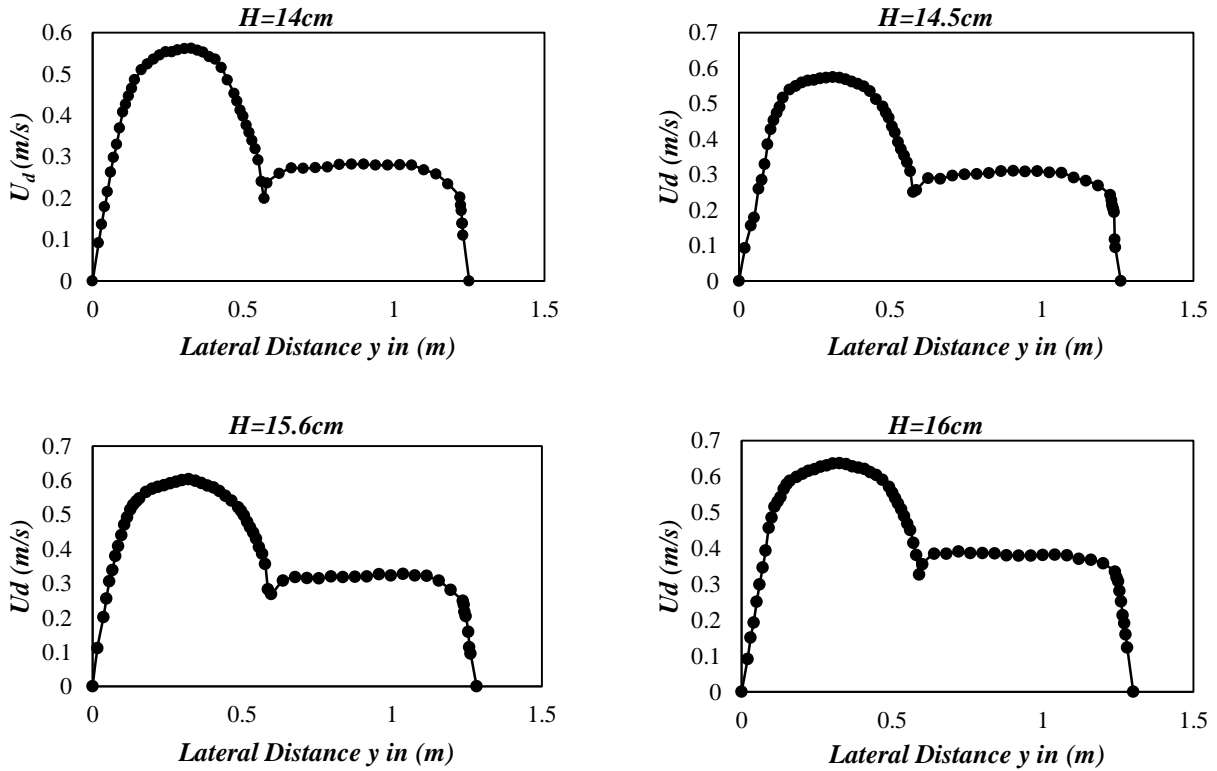 H=14cm
0.6
0.5
0.4
0.3
0.2
0.1
0
U_d (m/s)
0 0.5 1 1.5
Lateral Distance y in (m)
H=14.5cm
0.7
0.6
0.5
0.4
0.3
0.2
0.1
0
Ud (m/s)
0 0.5 1 1.5
Lateral Distance y in (m)
H=15.6cm
0.7
0.6
0.5
0.4
0.3
0.2
0.1
0
Ud (m/s)
0 0.5 1 1.5
Lateral Distance y in (m)
H=16cm
0.7
0.6
0.5
0.4
0.3
0.2
0.1
0
Ud (m/s)
0 0.5 1 1.5
Lateral Distance y in (m)